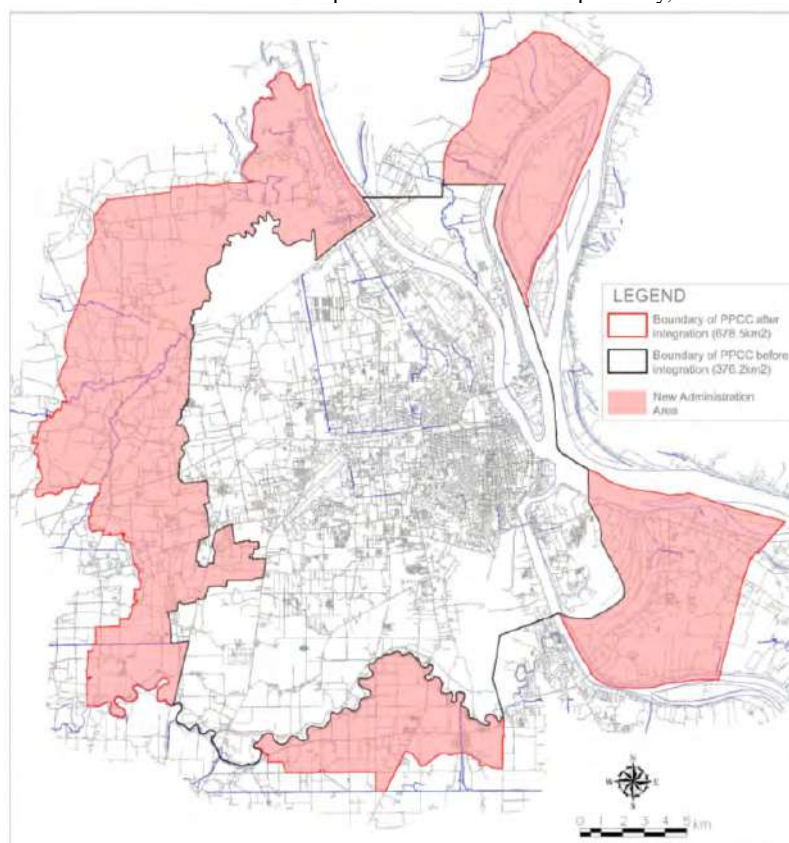 LEGEND
Boundary of PPCC after
integration (678.5km2)
Boundary of PPCC before
integration (376.2km2)
New Administration
Area
N
W E
S
0 1 2 3 4 5 km